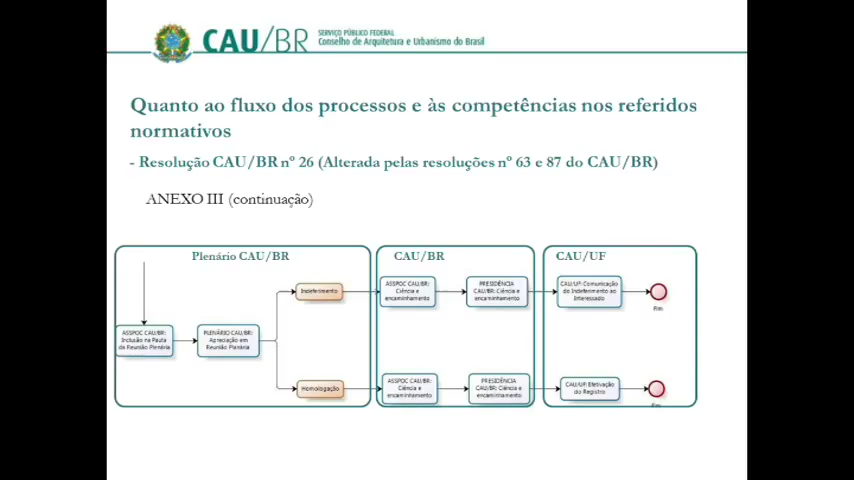 CAU/BR
SERVIÇO PÚBLICO FEDERAL
Conselho de Arquitetura e Urbanismo do Brasil
Quanto ao fluxo dos processos e às competências nos referidos
normativos
- Resolução CAU/BR nº 26 (Alterada pelas resoluções nº 63 e 87 do CAU/BR)
ANEXO III (continuação)
Plenário CAU/BR
CAU/BR
CAU/UF
Indeferimento
ASSPOC CAU/BR:
Ciência e
encaminhamento
PRESIDÊNCIA
CAU/BR: Ciência e
encaminhamento
CAU/UF: Comunicação
do Indeferimento ao
Interessado
Fim
ASSPOC CAU/BR:
Inclusão na Pauta
da Reunião Plenária
PLENÁRIO CAU/BR:
Apreciação em
Reunião Plenária
Homologação
ASSPOC CAU/BR:
Ciência e
encaminhamento
PRESIDÊNCIA
CAU/BR: Ciência e
encaminhamento
CAU/UF: Efetivação
do Registro